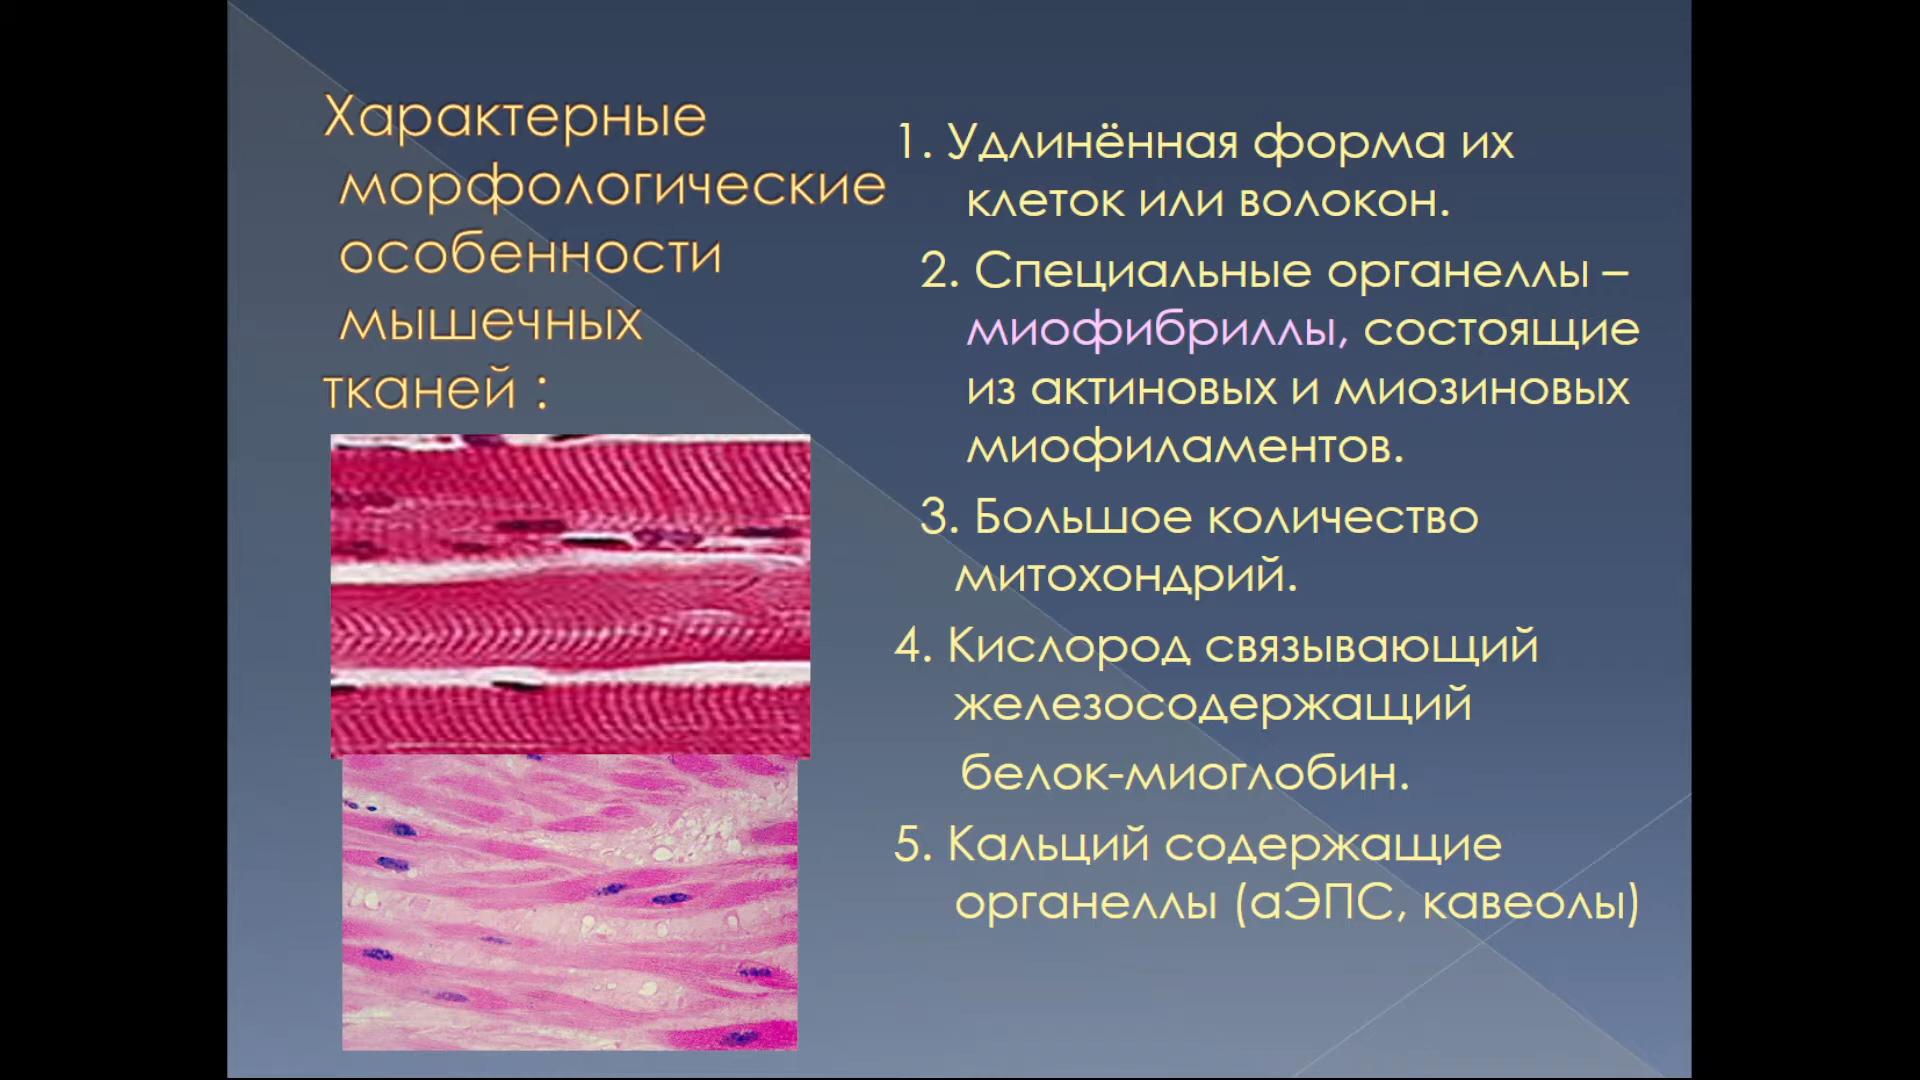 Характерные
морфологические
особенности
мышечных
тканей :
1. Удлинённая форма их
клеток или волокон.
2. Специальные органеллы –
миофибриллы, состоящие
из актиновых и миозиновых
миофиламентов.
3. Большое количество
митохондрий.
4. Кислород связывающий
железосодержащий
белок-миоглобин.
5. Кальций содержащие
органеллы (аЭПС, кавеолы)